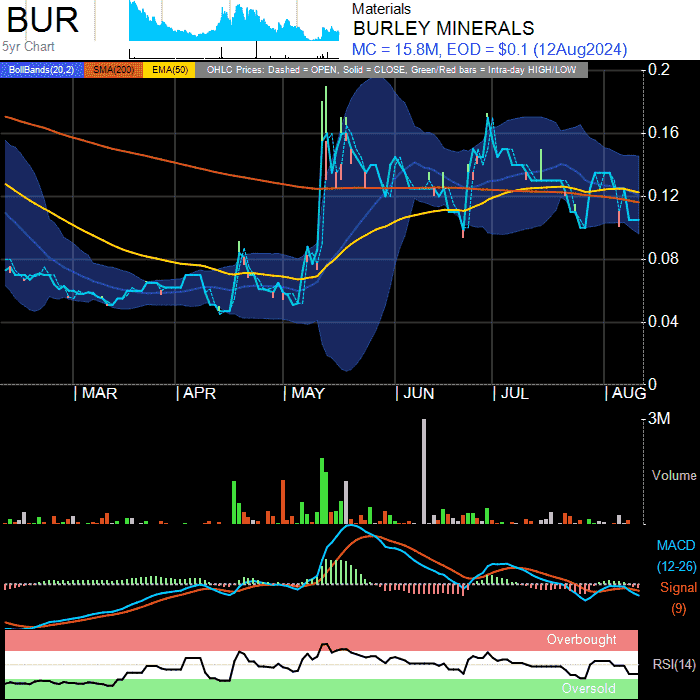 BUR
5yr Chart
Materials
BURLEY MINERALS
MC = 15.8M, EOD = $0.1 (12Aug2024)
BollBands(20,2) SMA(200) EMA(50) OHLC Prices: Dashed = OPEN, Solid = CLOSE, Green/Red bars = Intra-day HIGH/LOW
0.2
0.16
0.12
0.08
0.04
0
| MAR | APR | MAY | JUN | JUL | AUG
3M
Volume
MACD
(12-26)
Signal
(9)
Overbought
RSI(14)
Oversold